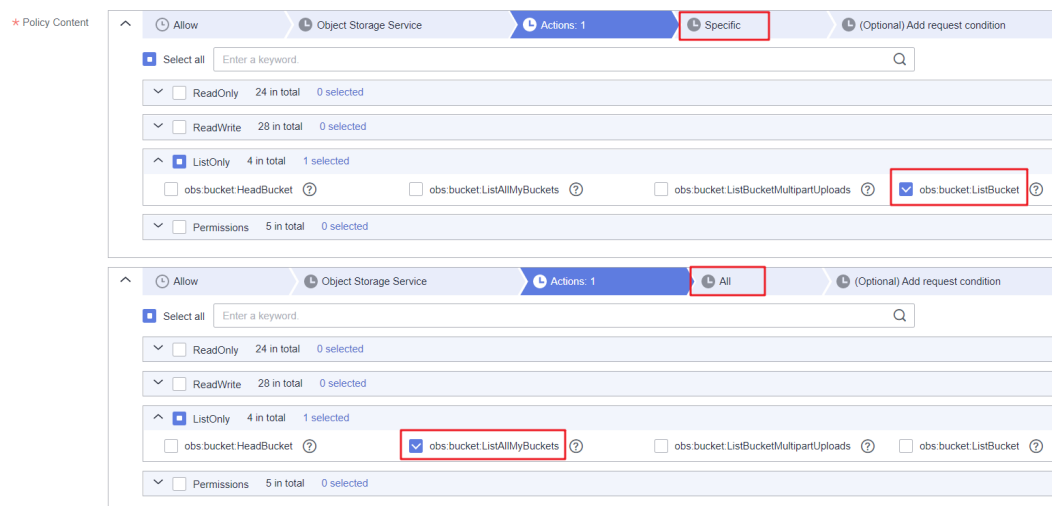 * Policy Content
Allow Object Storage Service Actions: 1 Specific (Optional) Add request condition
Select all Enter a keyword.
ReadOnly 24 in total 0 selected
ReadWrite 28 in total 0 selected
ListOnly 4 in total 1 selected
obs:bucket:HeadBucket ? obs:bucket:ListAllMyBuckets ? obs:bucket:ListBucketMultipartUploads ? obs:bucket:ListBucket ?
Permissions 5 in total 0 selected
Allow Object Storage Service Actions: 1 All (Optional) Add request condition
Select all Enter a keyword.
ReadOnly 24 in total 0 selected
ReadWrite 28 in total 0 selected
ListOnly 4 in total 1 selected
obs:bucket:HeadBucket ? obs:bucket:ListAllMyBuckets ? obs:bucket:ListBucketMultipartUploads ? obs:bucket:ListBucket ?
Permissions 5 in total 0 selected